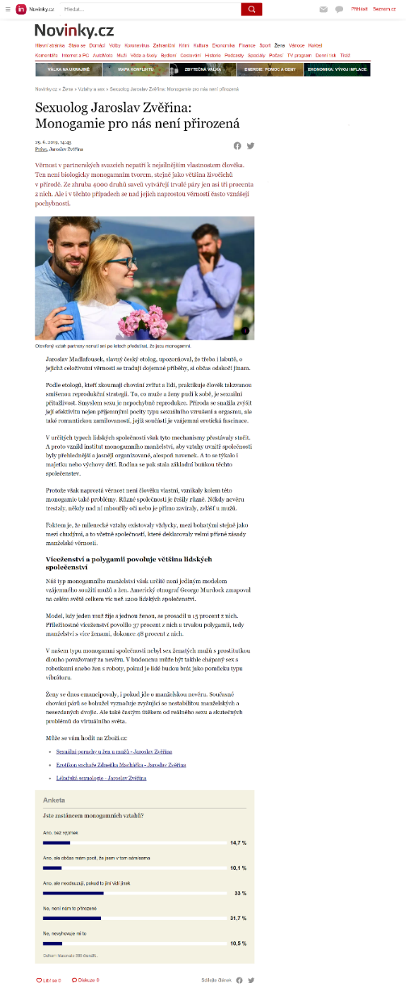 Novinky.cz
Hledat...
Přihlásit Seznam.cz
Novinky.cz
Hlavní stránka Stalo se Domácí Volby Koronavirus Zahraniční Krimi Kultura Ekonomika Finance Sport Žena Vánoce Koktejl
Komentáře Internet a PC AutoMoto Muži Věda a školy Bydlení Cestování Historie Podcasty Speciály Počasí TV program Denní tisk Tiráž
VÁLKA NA UKRAJINĚ MAPA KONFLIKTU ZBYTEČNÁ VÁLKA ENERGIE: POMOC A CENY EKONOMIKA: VÝVOJ INFLACE
Novinky.cz » Žena » Vztahy a sex » Sexuolog Jaroslav Zvěřina: Monogamie pro nás není přirozená
Sexuolog Jaroslav Zvěřina:
Monogamie pro nás není přirozená
29. 6. 2019, 14:43
Právo, Jaroslav Zvěřina
Věrnost v partnerských svazcích nepatří k nejsilnějším vlastnostem člověka.
Ten není biologicky monogamním tvorem, stejně jako většina živočichů
v přírodě. Ze zhruba 4000 druhů savců vytvářejí trvalé páry jen asi tři procenta
z nich. Ale i v těchto případech se nad jejich naprostou věrností často vznášejí
pochybnosti.
Otevřený vztah partnery nenutí ani po letech předstírat, že jsou monogamní.
Jaroslav Madlafousek, slavný český etolog, upozorňoval, že třeba i labutě, o
jejichž celoživotní věrnosti se tradují dojemné příběhy, si občas odskočí jinam.
Podle etologů, kteří zkoumají chování zvířat a lidí, praktikuje člověk takzvanou
smíšenou reprodukční strategii. To, co muže a ženy pudí k sobě, je sexuální
přitažlivost. Smyslem sexu je nepochybně reprodukce. Příroda se snažila zvýšit
její efektivitu nejen příjemnými pocity typu sexuálního vzrušení a orgasmu, ale
také romantickou zamilovaností, jejíž součástí je vzájemná erotická fascinace.
V určitých typech lidských společností však tyto mechanismy přestávaly stačit.
A proto vznikl institut monogamního manželství, aby vztahy uvnitř společnosti
byly přehlednější a jasněji organizované, alespoň navenek. A to se týkalo i
majetku nebo výchovy dětí. Rodina se pak stala základní buňkou těchto
společenstev.
Protože však naprostá věrnost není člověku vlastní, vznikaly kolem této
monogamie také problémy. Různé společnosti je řešily různě. Někdy nevěru
trestaly, někdy nad ní mhouřily oči nebo je přímo zavíraly, zvlášť u mužů.
Faktem je, že milenecké vztahy existovaly vždycky, mezi bohatými stejně jako
mezi chudými, a to včetně společností, které deklarovaly velmi přísné zásady
manželské věrnosti.
Víceženství a polygamii povoluje většina lidských
společenství
Náš typ monogamního manželství však určitě není jediným modelem
vzájemného soužití mužů a žen. Americký etnograf George Murdock zmapoval
na celém světě celkem víc než 1200 lidských společenství.
Model, kdy jeden muž žije s jednou ženou, se prosadil u 15 procent z nich.
Příležitostné víceženství povolilo 37 procent z nich a trvalou polygamii, tedy
manželství s více ženami, dokonce 48 procent z nich.
V našem typu monogamní společnosti nebyl sex ženatých mužů s prostitutkou
dlouho považovaný za nevěru. V budoucnu může být takhle chápaný sex s
robotkami anebo žen s roboty, pokud je lidé budou brát jako pomůcku typu
vibrátoru.
Ženy se dnes emancipovaly, i pokud jde o manželskou nevěru. Současné
chování párů se bohužel vyznačuje zvyšující se nestabilitou manželských a
nesezdaných dvojic. Ale také častým útěkem od reálného sexu a skutečných
problémů do virtuálního světa.
Může se vám hodit na Zboží.cz:
Sexuální poruchy u žen u mužů - Jaroslav Zvěřina
Erotikon sochaře Zdeňka Macháčka - Jaroslav Zvěřina
Lékařská sexuologie - Jaroslav Zvěřina
Anketa
Jste zastáncem monogamních vztahů?
Ano, bez výjimek
14,7 %
Ano, ale občas mám pocit, že jsem v tom sám/sama
10,1 %
Ano, ale neodsuzuji, pokud to jiní vidí jinak
33 %
Ne, není nám to přirozené
31,7 %
Ne, nevyhovuje mi to
10,5 %
Celkem hlasovalo čtenářů.
Líbí se 0 Diskuze 0 Sdílejte článek